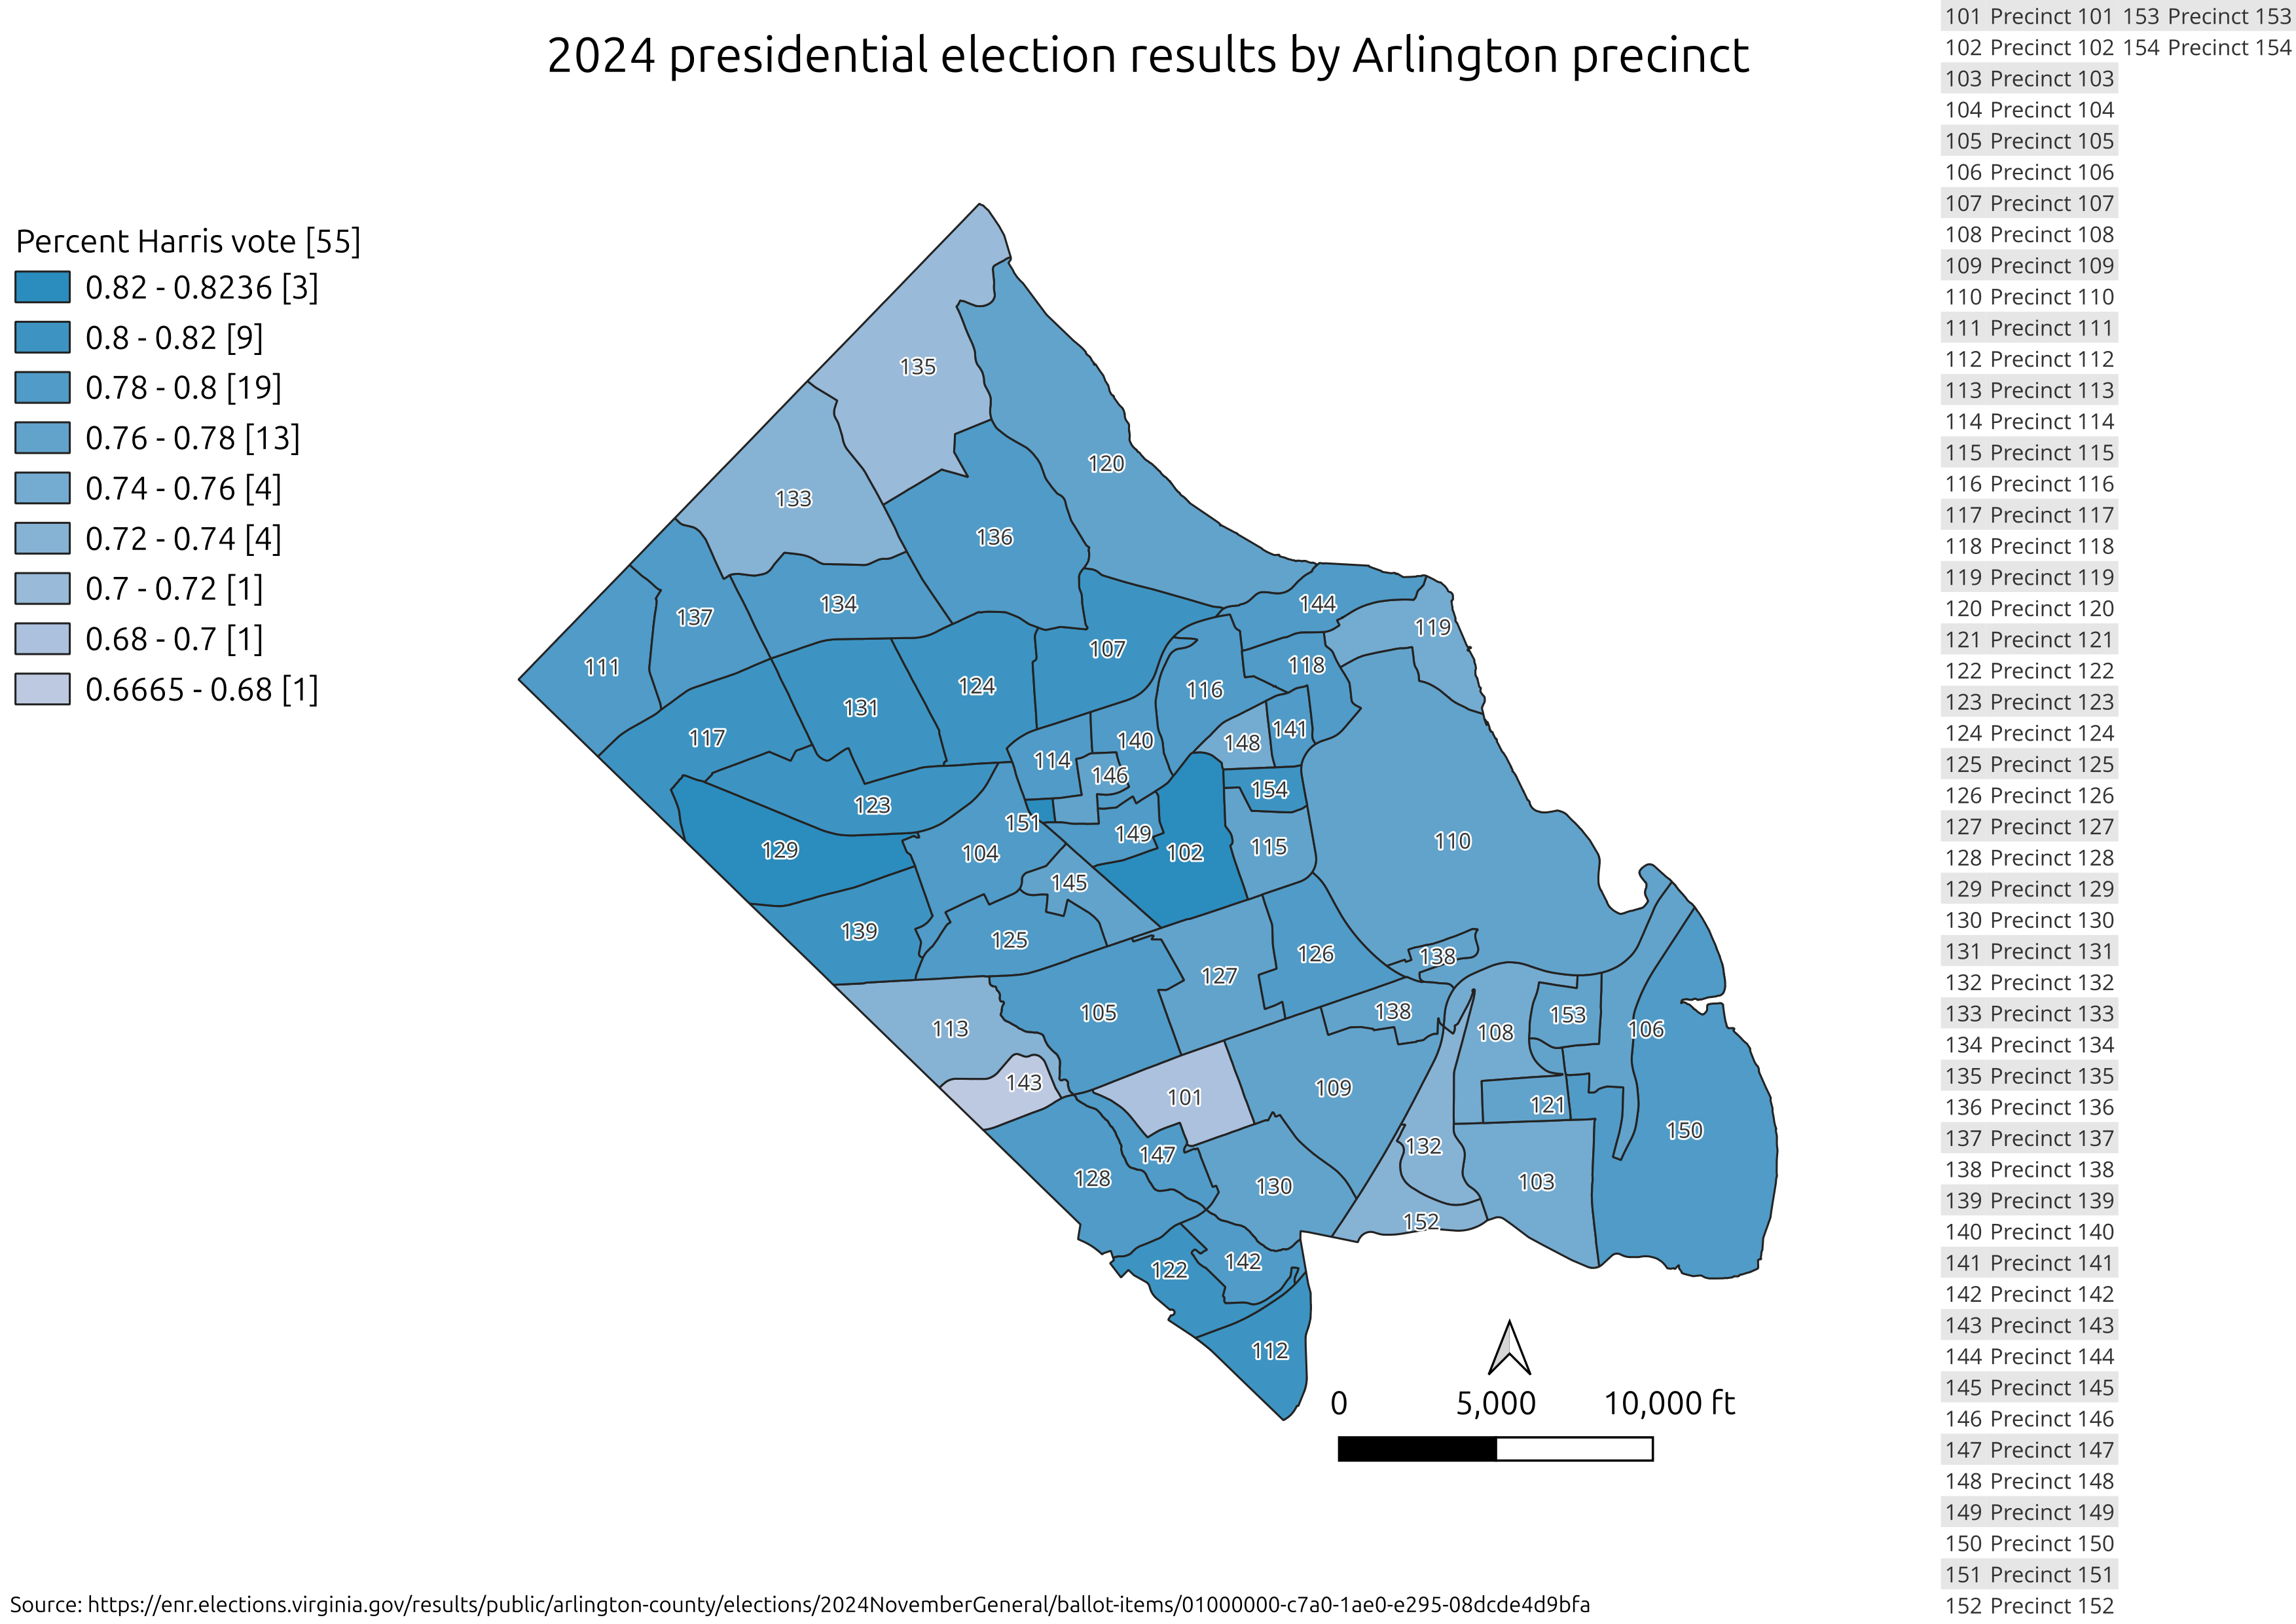 2024 presidential election results by Arlington precinct
Percent Harris vote [55]
0.82 - 0.8236 [3]
0.8 - 0.82 [9]
0.78 - 0.8 [19]
0.76 - 0.78 [13]
0.74 - 0.76 [4]
0.72 - 0.74 [4]
0.7 - 0.72 [1]
0.68 - 0.7 [1]
0.6665 - 0.68 [1]
135
120
133
136
144
134
137
119
107
118
111
124
116
131
141
117
140
148
114
146
154
123
151
149
110
115
129
104
102
145
139
125
126
138
127
138
105
153
113
106
108
143
109
101
121
150
132
147
128
103
130
152
142
122
112
0 5,000 10,000 ft
101 Precinct 101 153 Precinct 153
102 Precinct 102 154 Precinct 154
103 Precinct 103
104 Precinct 104
105 Precinct 105
106 Precinct 106
107 Precinct 107
108 Precinct 108
109 Precinct 109
110 Precinct 110
111 Precinct 111
112 Precinct 112
113 Precinct 113
114 Precinct 114
115 Precinct 115
116 Precinct 116
117 Precinct 117
118 Precinct 118
119 Precinct 119
120 Precinct 120
121 Precinct 121
122 Precinct 122
123 Precinct 123
124 Precinct 124
125 Precinct 125
126 Precinct 126
127 Precinct 127
128 Precinct 128
129 Precinct 129
130 Precinct 130
131 Precinct 131
132 Precinct 132
133 Precinct 133
134 Precinct 134
135 Precinct 135
136 Precinct 136
137 Precinct 137
138 Precinct 138
139 Precinct 139
140 Precinct 140
141 Precinct 141
142 Precinct 142
143 Precinct 143
144 Precinct 144
145 Precinct 145
146 Precinct 146
147 Precinct 147
148 Precinct 148
149 Precinct 149
150 Precinct 150
151 Precinct 151
152 Precinct 152
Source: https://enr.elections.virginia.gov/results/public/arlington-county/elections/2024NovemberGeneral/ballot-items/01000000-c7a0-1ae0-e295-08dcde4d9bfa